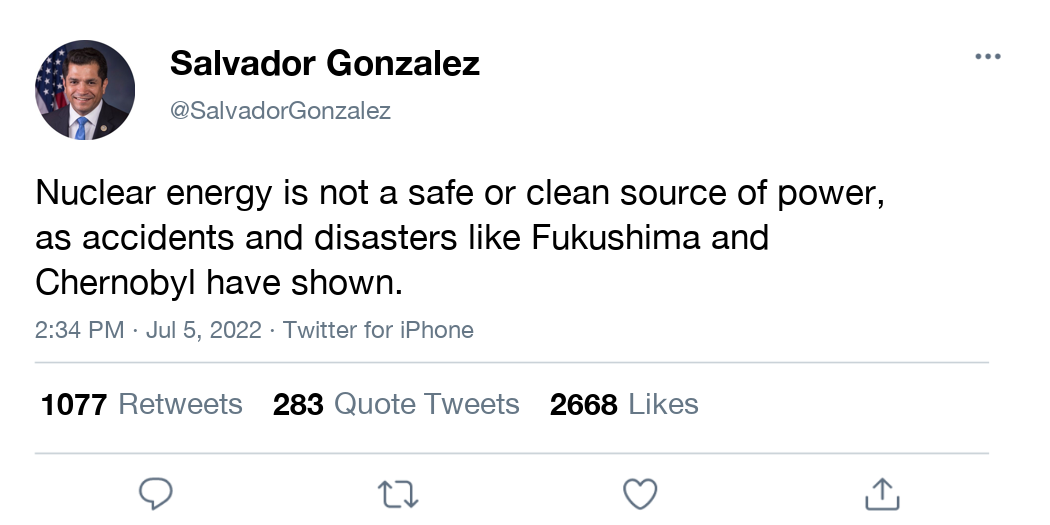 Salvador Gonzalez
@SalvadorGonzalez
Nuclear energy is not a safe or clean source of power,
as accidents and disasters like Fukushima and
Chernobyl have shown.
2:34 PM · Jul 5, 2022 · Twitter for iPhone
1077 Retweets 283 Quote Tweets 2668 Likes